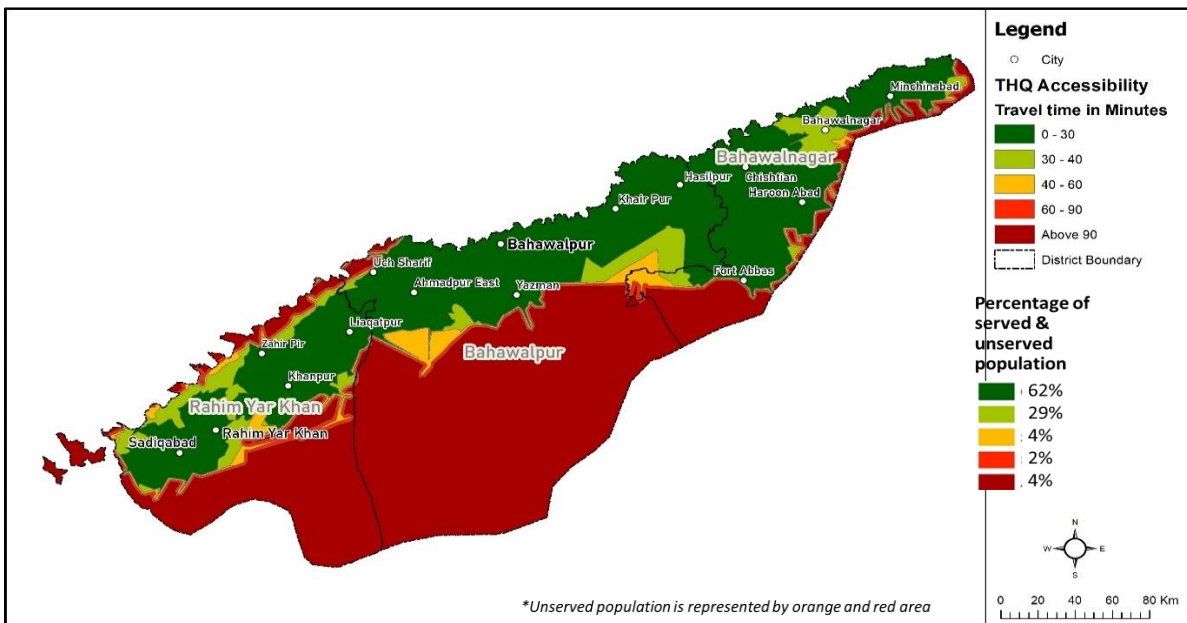 Legend
City
THQ Accessibility
Travel time in Minutes
0 - 30
30 - 40
40 - 60
60 - 90
Above 90
District Boundary
Percentage of
served &
unserved
population
62%
29%
4%
2%
4%
N
W E
S
0 20 40 60 80 Km
Minchinabad
Bahawalnagar
Bahawalnagar
Chishtian
Hasilpur
Haroon Abad
Khair Pur
Bahawalpur
Uch Sharif
Fort Abbas
Ahmadpur East
Yazman
Liaqatpur
Zahir Pir
Bahawalpur
Khanpur
Rahim Yar Khan
Rahim Yar Khan
Sadiqabad
*Unserved population is represented by orange and red area